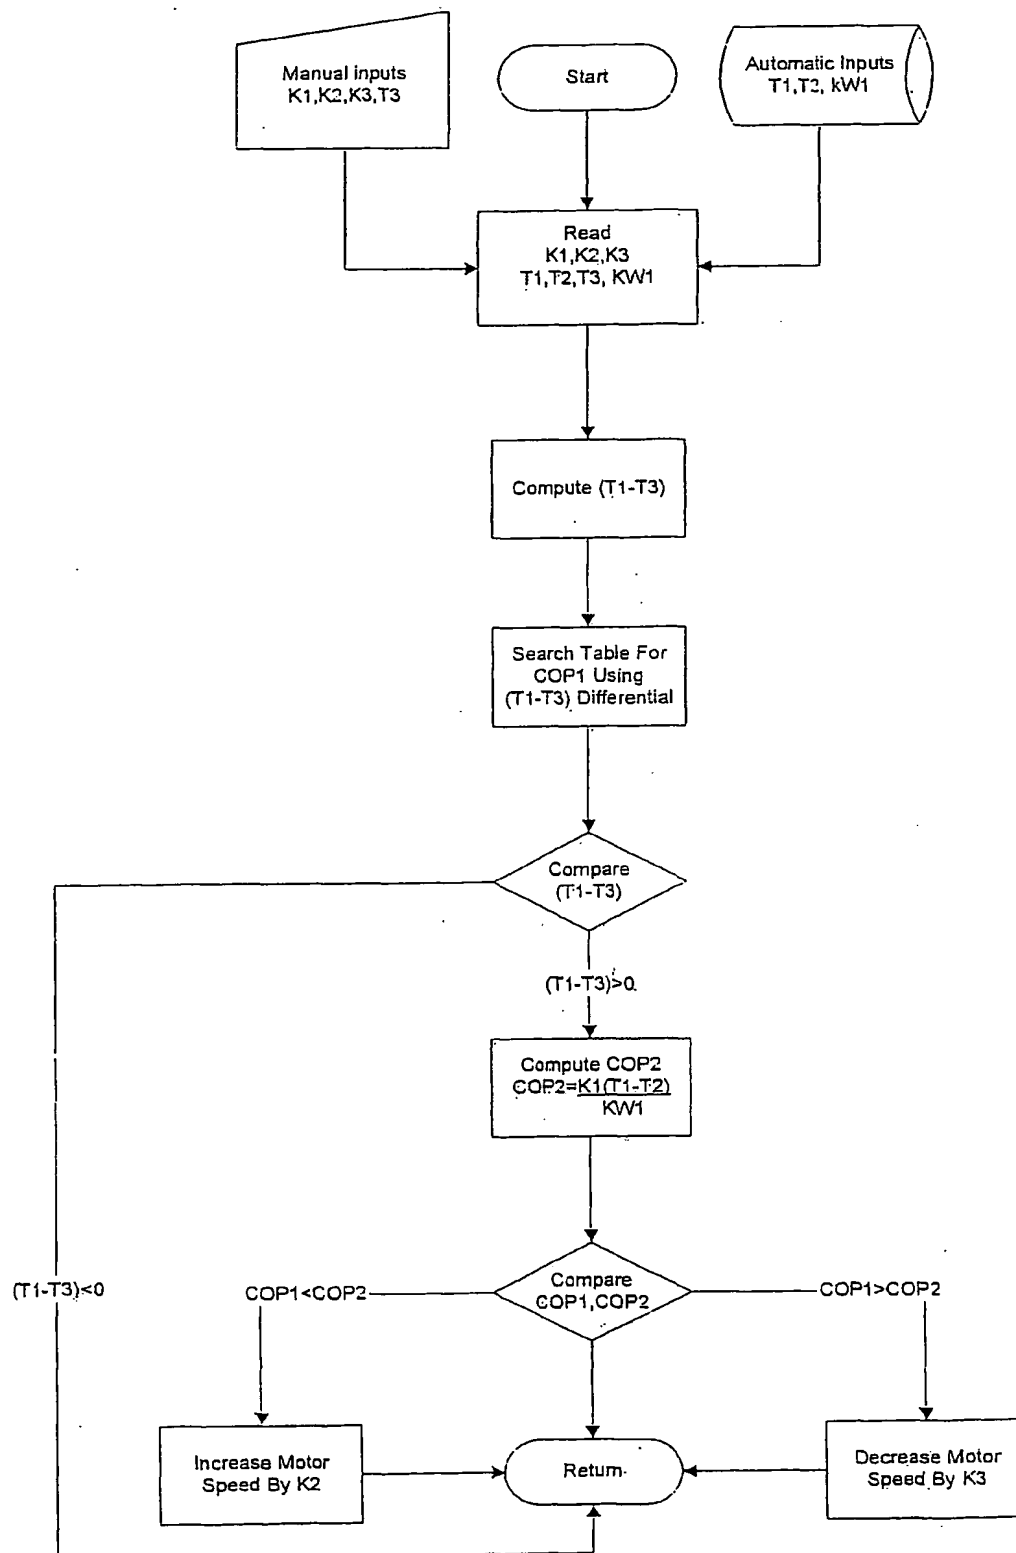 Manual inputs
K1,K2,K3,T3
Start
Automatic Inputs
T1,T2, kW1
Read
K1,K2,K3
T1,T2,T3, KW1
Compute (T1-T3)
Search Table For
COP1 Using
(T1-T3) Differential
Compare
(T1-T3)
(T1-T3)>0
Compute COP2
COP2=K1(T1-T2)
KW1
(T1-T3)<0
COP1<COP2
Compare
COP1,COP2
COP1>COP2
Increase Motor
Speed By K2
Return
Decrease Motor
Speed By K3